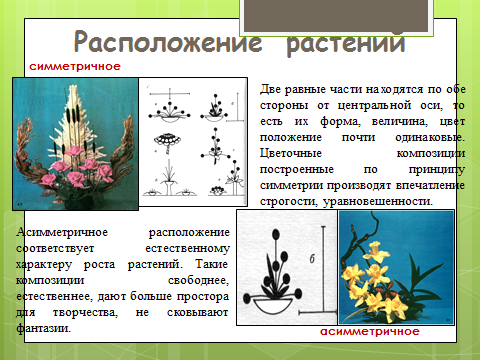 Расположение растений
симметричное
Две равные части находятся по обе
стороны от центральной оси, то
есть их форма, величина, цвет
положение почти одинаковые.
Цветочные композиции
построенные по принципу
симметрии производят впечатление
строгости, уравновешенности.
Асимметричное расположение
соответствует естественному
характеру роста растений. Такие
композиции свободнее,
естественнее, дают больше простора
для творчества, не сковывают
фантазии.
б
асимметричное